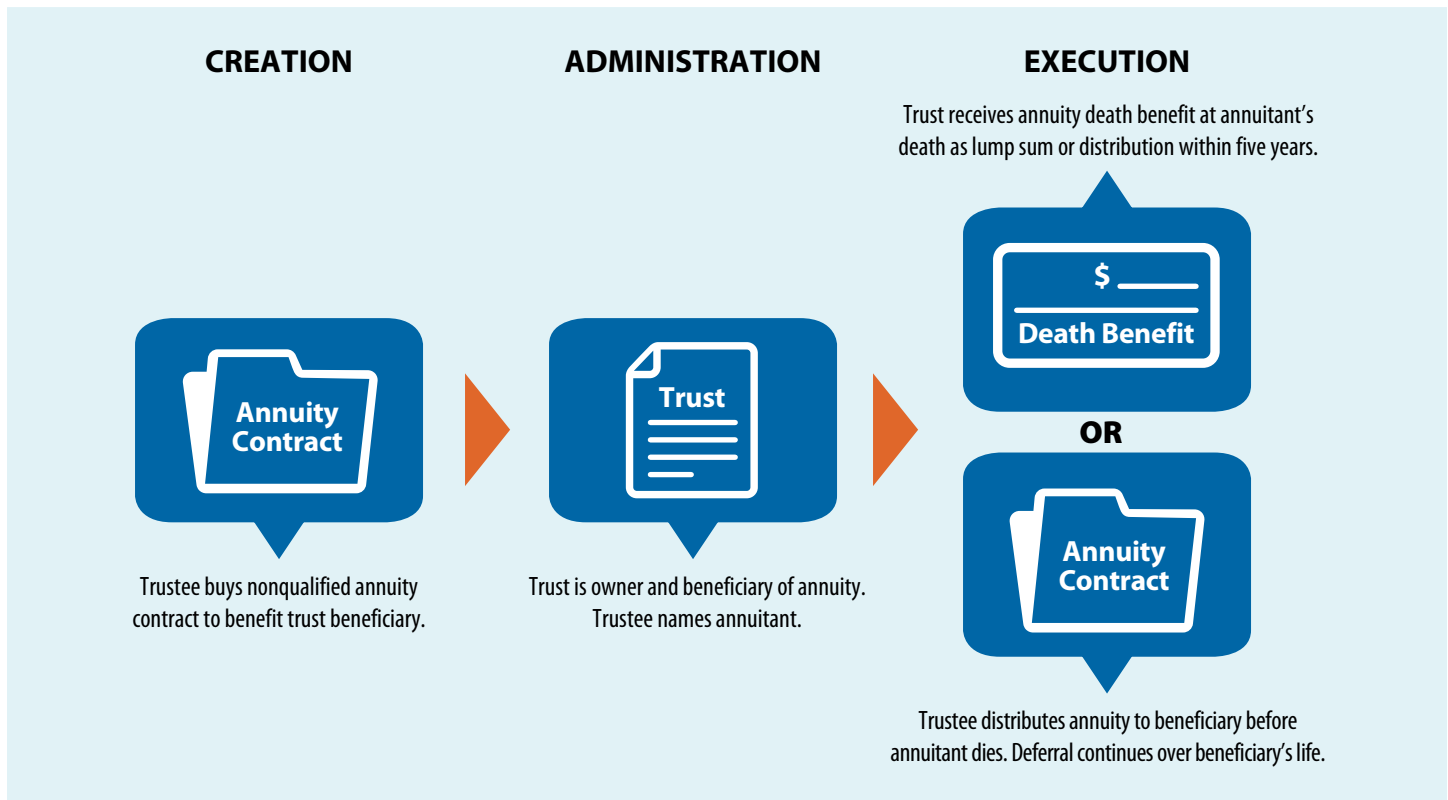 CREATION
Annuity
Contract
Trustee buys nonqualified annuity
contract to benefit trust beneficiary.
ADMINISTRATION
Trust
Trust is owner and beneficiary of annuity.
Trustee names annuitant.
EXECUTION
Trust receives annuity death benefit at annuitant’s
death as lump sum or distribution within five years.
$ ____
Death Benefit
OR
Annuity
Contract
Trustee distributes annuity to beneficiary before
annuitant dies. Deferral continues over beneficiary’s life.